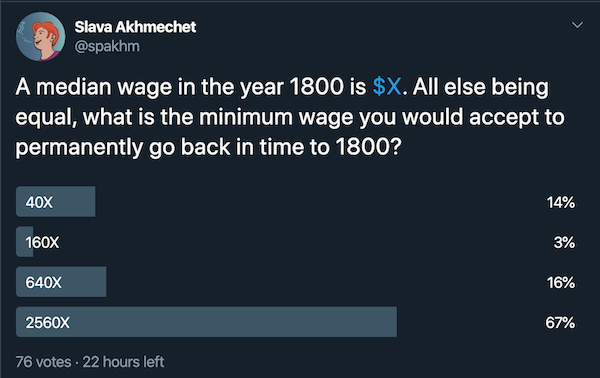 Slava Akhmechet
@spakhm
A median wage in the year 1800 is $X. All else being
equal, what is the minimum wage you would accept to
permanently go back in time to 1800?
40X 14%
160X 3%
640X 16%
2560X 67%
76 votes · 22 hours left